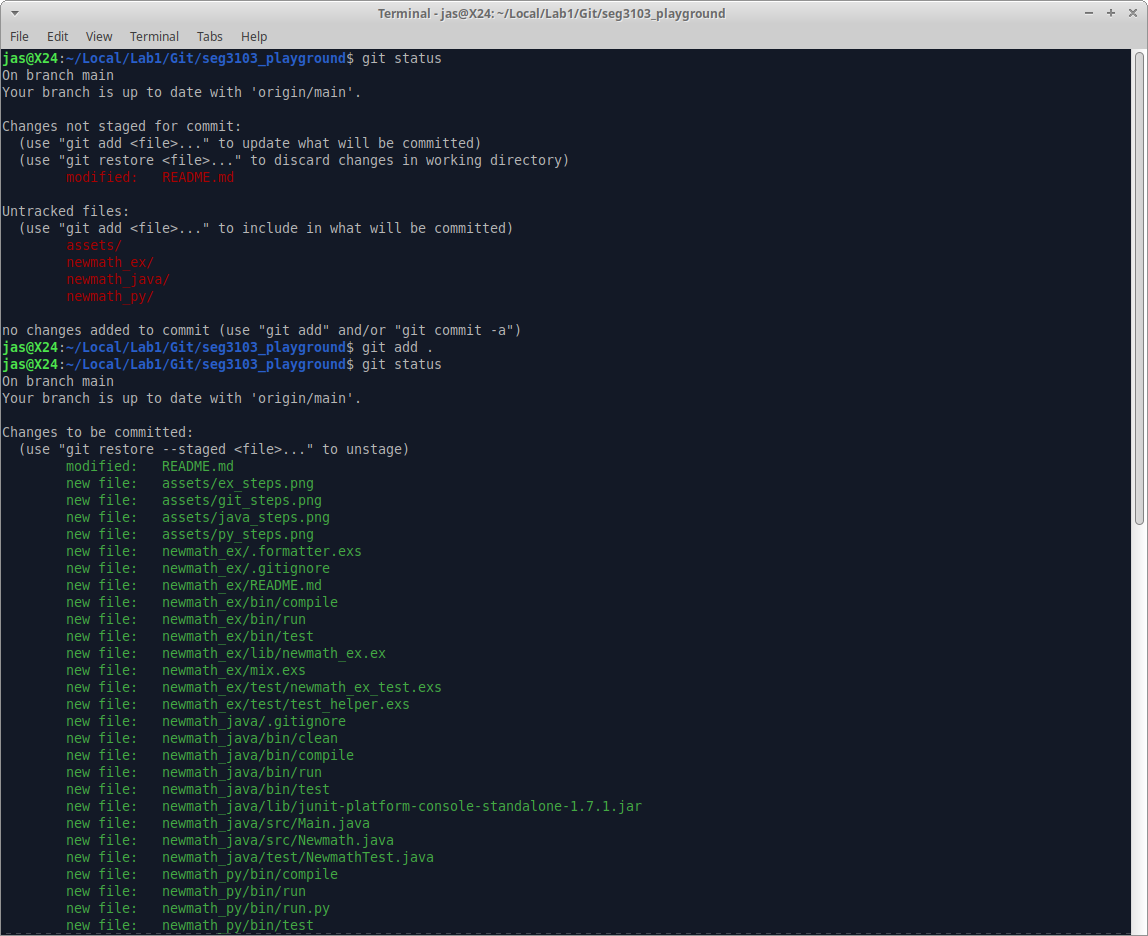 Terminal - jas@X24: ~/Local/Lab1/Git/seg3103_playground
File Edit View Terminal Tabs Help
jas@X24:~/Local/Lab1/Git/seg3103_playground$ git status
On branch main
Your branch is up to date with 'origin/main'.

Changes not staged for commit:
  (use "git add <file>..." to update what will be committed)
  (use "git restore <file>..." to discard changes in working directory)
        modified:   README.md

Untracked files:
  (use "git add <file>..." to include in what will be committed)
        assets/
        newmath_ex/
        newmath_java/
        newmath_py/

no changes added to commit (use "git add" and/or "git commit -a")
jas@X24:~/Local/Lab1/Git/seg3103_playground$ git add .
jas@X24:~/Local/Lab1/Git/seg3103_playground$ git status
On branch main
Your branch is up to date with 'origin/main'.

Changes to be committed:
  (use "git restore --staged <file>..." to unstage)
        modified:   README.md
        new file:   assets/ex_steps.png
        new file:   assets/git_steps.png
        new file:   assets/java_steps.png
        new file:   assets/py_steps.png
        new file:   newmath_ex/.formatter.exs
        new file:   newmath_ex/.gitignore
        new file:   newmath_ex/README.md
        new file:   newmath_ex/bin/compile
        new file:   newmath_ex/bin/run
        new file:   newmath_ex/bin/test
        new file:   newmath_ex/lib/newmath_ex.ex
        new file:   newmath_ex/mix.exs
        new file:   newmath_ex/test/newmath_ex_test.exs
        new file:   newmath_ex/test/test_helper.exs
        new file:   newmath_java/.gitignore
        new file:   newmath_java/bin/clean
        new file:   newmath_java/bin/compile
        new file:   newmath_java/bin/run
        new file:   newmath_java/bin/test
        new file:   newmath_java/lib/junit-platform-console-standalone-1.7.1.jar
        new file:   newmath_java/src/Main.java
        new file:   newmath_java/src/Newmath.java
        new file:   newmath_java/test/NewmathTest.java
        new file:   newmath_py/bin/compile
        new file:   newmath_py/bin/run
        new file:   newmath_py/bin/run.py
        new file:   newmath_py/bin/test